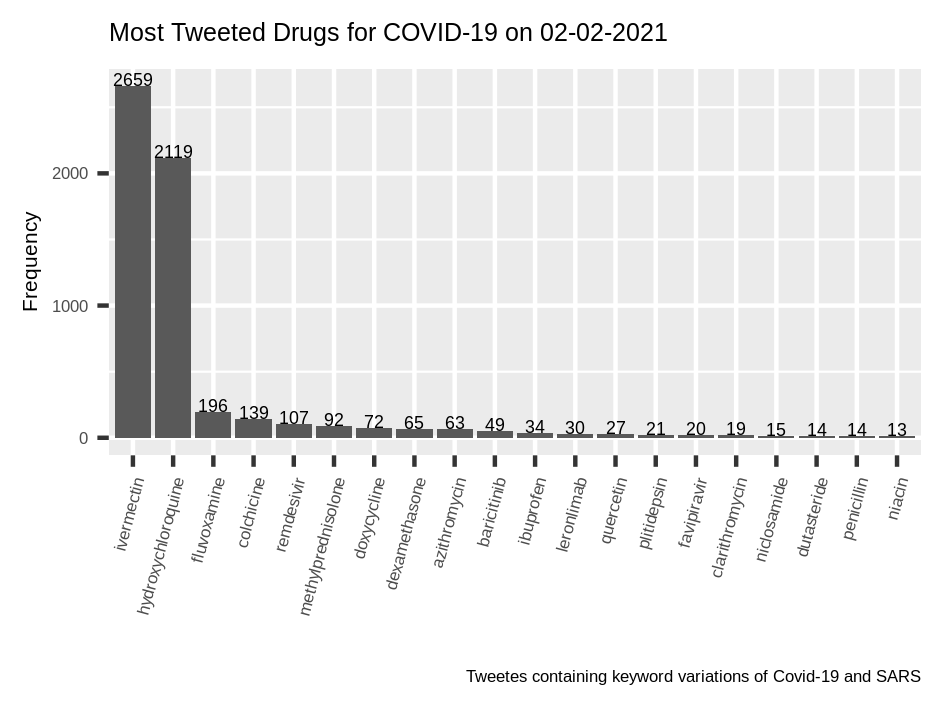 Most Tweeted Drugs for COVID-19 on 02-02-2021
Frequency
2000
1000
0
2659
2119
196
139
107
92
72
65
63
49
34
30
27
21
20
19
15
14
14
13
ivermectin
hydroxychloroquine
fluvoxamine
colchicine
remdesivir
methylprednisolone
doxycycline
dexamethasone
azithromycin
baricitinib
ibuprofen
leronlimab
quercetin
plitidepsin
favipiravir
clarithromycin
niclosamide
dutasteride
penicillin
niacin
Tweetes containing keyword variations of Covid-19 and SARS